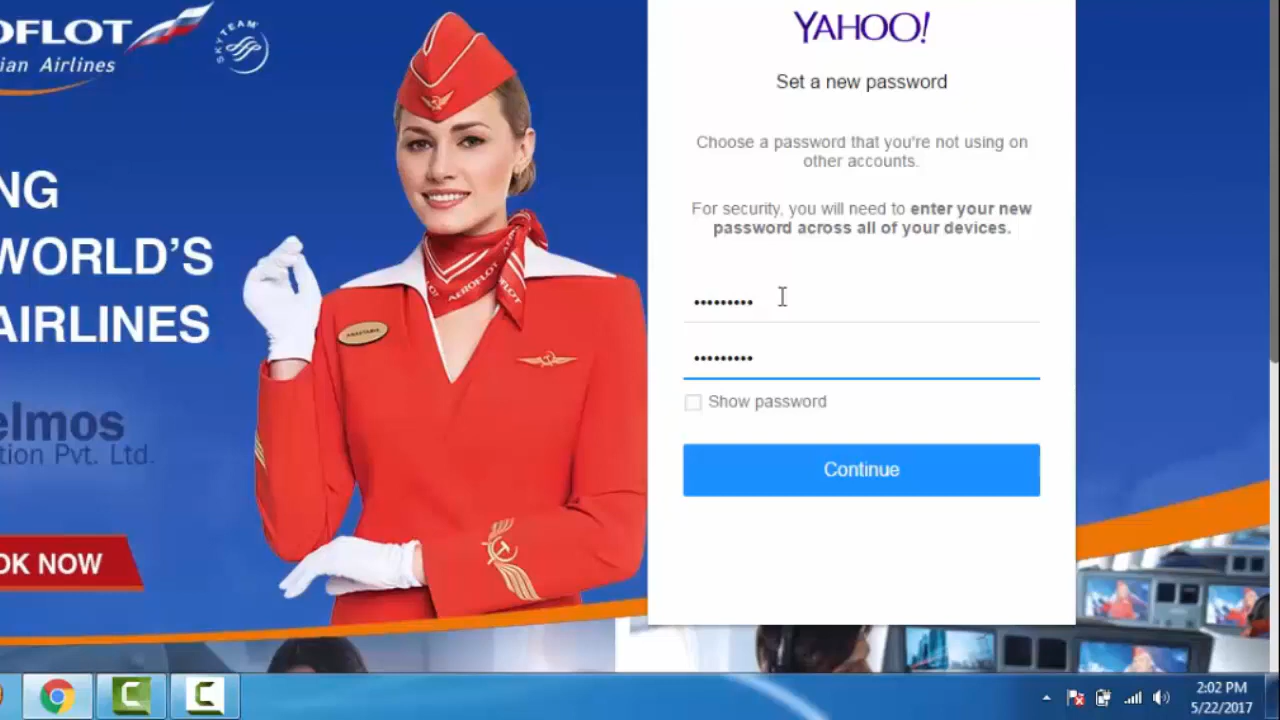 OFLOT
ian Airlines
SKYTEAM
NG
WORLD'S
AIRLINES
elmos
tion Pvt. Ltd.
OK NOW
AEROFLOT
YAHOO!
Set a new password
Choose a password that you're not using on
other accounts.
For security, you will need to enter your new
password across all of your devices.
•••••••••
•••••••••
Show password
Continue
2:02 PM
5/22/2017